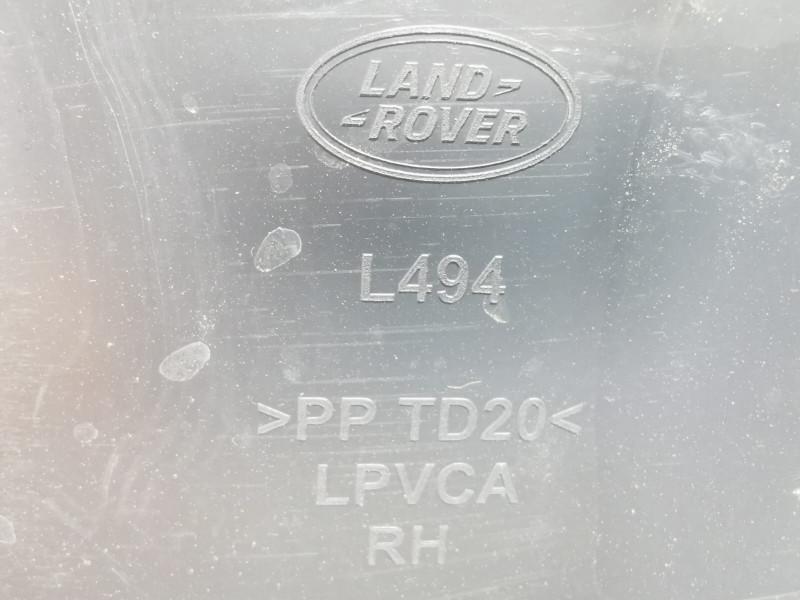 LAND
ROVER
L494
>PP TD20<
LPVCA
RH